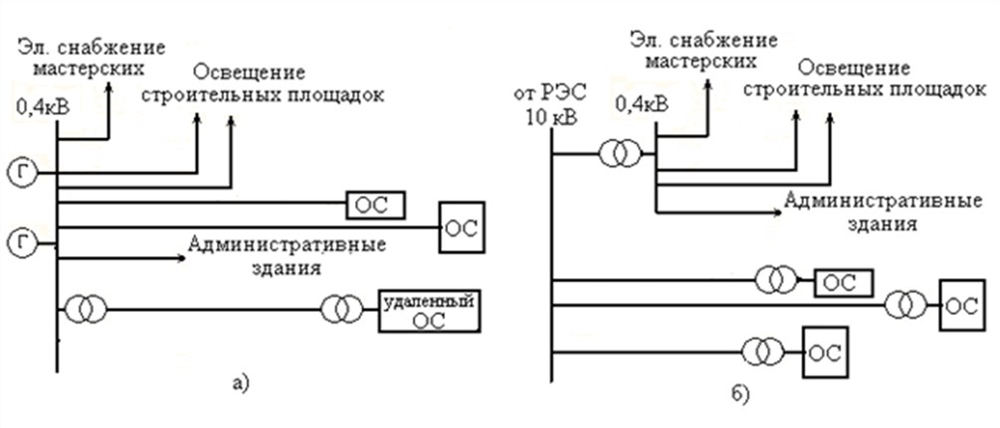 Эл. снабжение
мастерских
0,4кВ
Освещение
строительных площадок
Г
ОС
ОС
Г
Административные
здания
удаленный
ОС
а)
Эл. снабжение
мастерских
от РЭС
10 кВ
0,4кВ
Освещение
строительных площадок
Административные
здания
ОС
ОС
ОС
б)